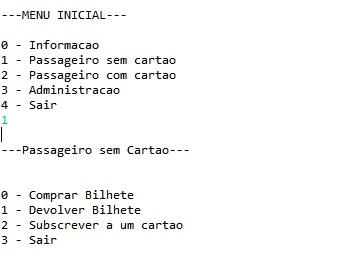 ---MENU INICIAL---
0 - Informacao
1 - Passageiro sem cartao
2 - Passageiro com cartao
3 - Administracao
4 - Sair
1
---Passageiro sem Cartao---
0 - Comprar Bilhete
1 - Devolver Bilhete
2 - Subscrever a um cartao
3 - Sair